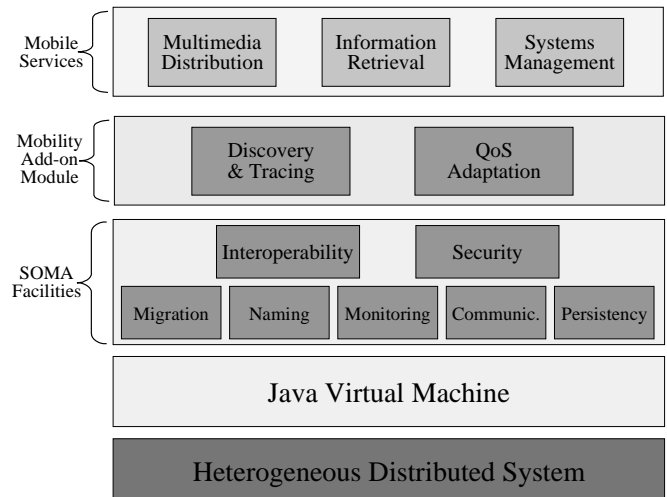 Mobile
Services
Multimedia
Distribution
Information
Retrieval
Systems
Management
Mobility
Add-on
Module
Discovery
& Tracing
QoS
Adaptation
SOMA
Facilities
Interoperability
Security
Migration
Naming
Monitoring
Communic.
Persistency
Java Virtual Machine
Heterogeneous Distributed System